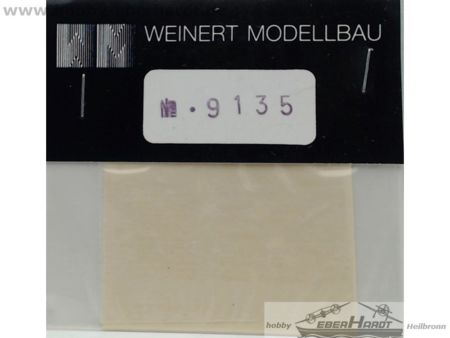 WEINERT MODELLBAU
№. 9135
hobby EBERHARDT Heilbronn